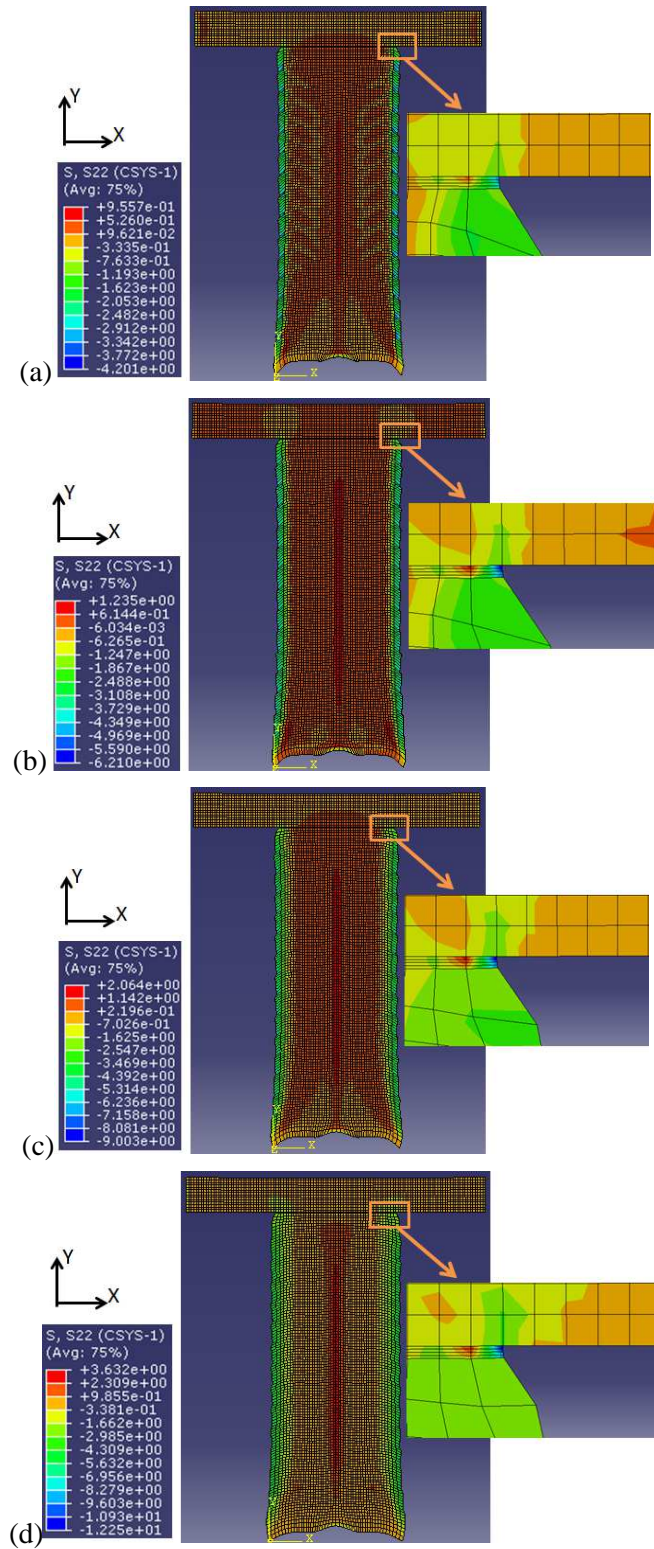 Y
X
S, S22 (CSYS-1)
(Avg: 75%)
+9.557e-01
+5.260e-01
+9.621e-02
-3.335e-01
-7.633e-01
-1.193e+00
-1.623e+00
-2.053e+00
-2.482e+00
-2.912e+00
-3.342e+00
-3.772e+00
-4.201e+00
Y
X
(a)
Y
X
S, S22 (CSYS-1)
(Avg: 75%)
+1.235e+00
+6.144e-01
-6.034e-03
-6.265e-01
-1.247e+00
-1.867e+00
-2.488e+00
-3.108e+00
-3.729e+00
-4.349e+00
-4.969e+00
-5.590e+00
-6.210e+00
Y
X
(b)
Y
X
S, S22 (CSYS-1)
(Avg: 75%)
+2.064e+00
+1.142e+00
+2.196e-01
-7.026e-01
-1.625e+00
-2.547e+00
-3.469e+00
-4.392e+00
-5.314e+00
-6.236e+00
-7.158e+00
-8.081e+00
-9.003e+00
Y
X
(c)
Y
X
S, S22 (CSYS-1)
(Avg: 75%)
+3.632e+00
+2.309e+00
+9.855e-01
-3.381e-01
-1.662e+00
-2.985e+00
-4.309e+00
-5.632e+00
-6.956e+00
-8.279e+00
-9.603e+00
-1.093e+01
-1.225e+01
Y
X
(d)